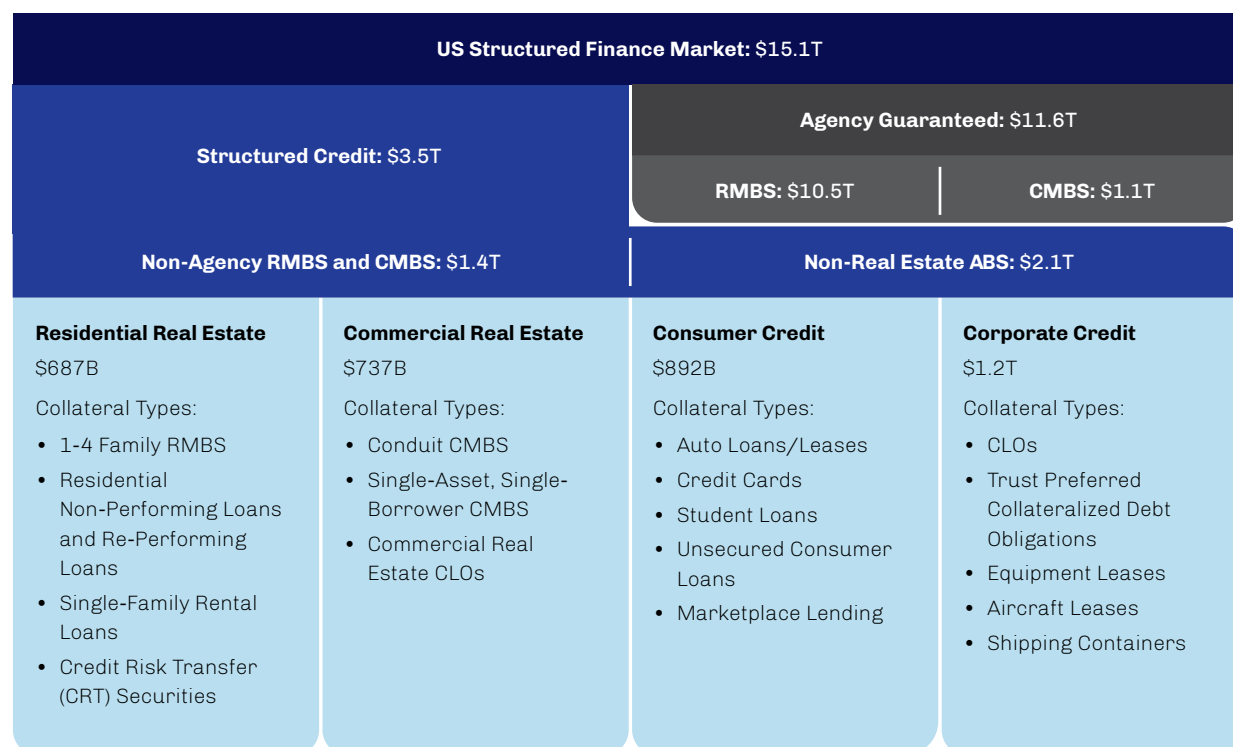 US Structured Finance Market: $15.1T
Structured Credit: $3.5T
Agency Guaranteed: $11.6T
RMBS: $10.5T
CMBS: $1.1T
Non-Agency RMBS and CMBS: $1.4T
Non-Real Estate ABS: $2.1T
Residential Real Estate
$687B
Collateral Types:
• 1-4 Family RMBS
• Residential
Non-Performing Loans
and Re-Performing
Loans
• Single-Family Rental
Loans
• Credit Risk Transfer
(CRT) Securities
Commercial Real Estate
$737B
Collateral Types:
• Conduit CMBS
• Single-Asset, Single-
Borrower CMBS
• Commercial Real
Estate CLOs
Consumer Credit
$892B
Collateral Types:
• Auto Loans/Leases
• Credit Cards
• Student Loans
• Unsecured Consumer
Loans
• Marketplace Lending
Corporate Credit
$1.2T
Collateral Types:
• CLOs
• Trust Preferred
Collateralized Debt
Obligations
• Equipment Leases
• Aircraft Leases
• Shipping Containers